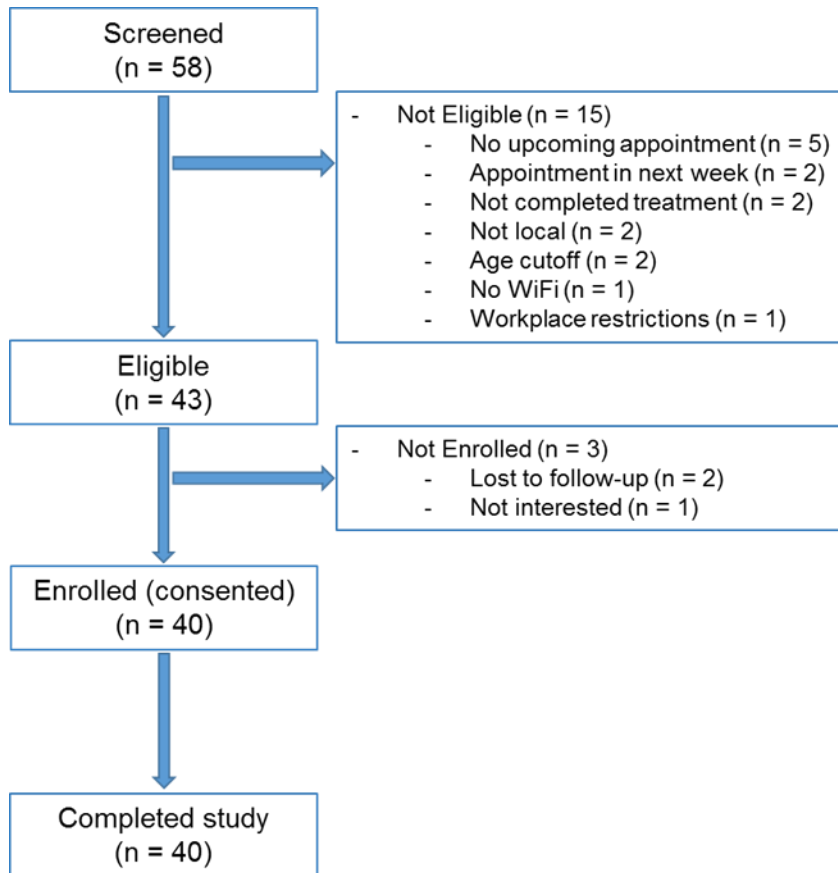 Screened
(n = 58)
- Not Eligible (n = 15)
- No upcoming appointment (n = 5)
- Appointment in next week (n = 2)
- Not completed treatment (n = 2)
- Not local (n = 2)
- Age cutoff (n = 2)
- No WiFi (n = 1)
- Workplace restrictions (n = 1)
Eligible
(n = 43)
- Not Enrolled (n = 3)
- Lost to follow-up (n = 2)
- Not interested (n = 1)
Enrolled (consented)
(n = 40)
Completed study
(n = 40)